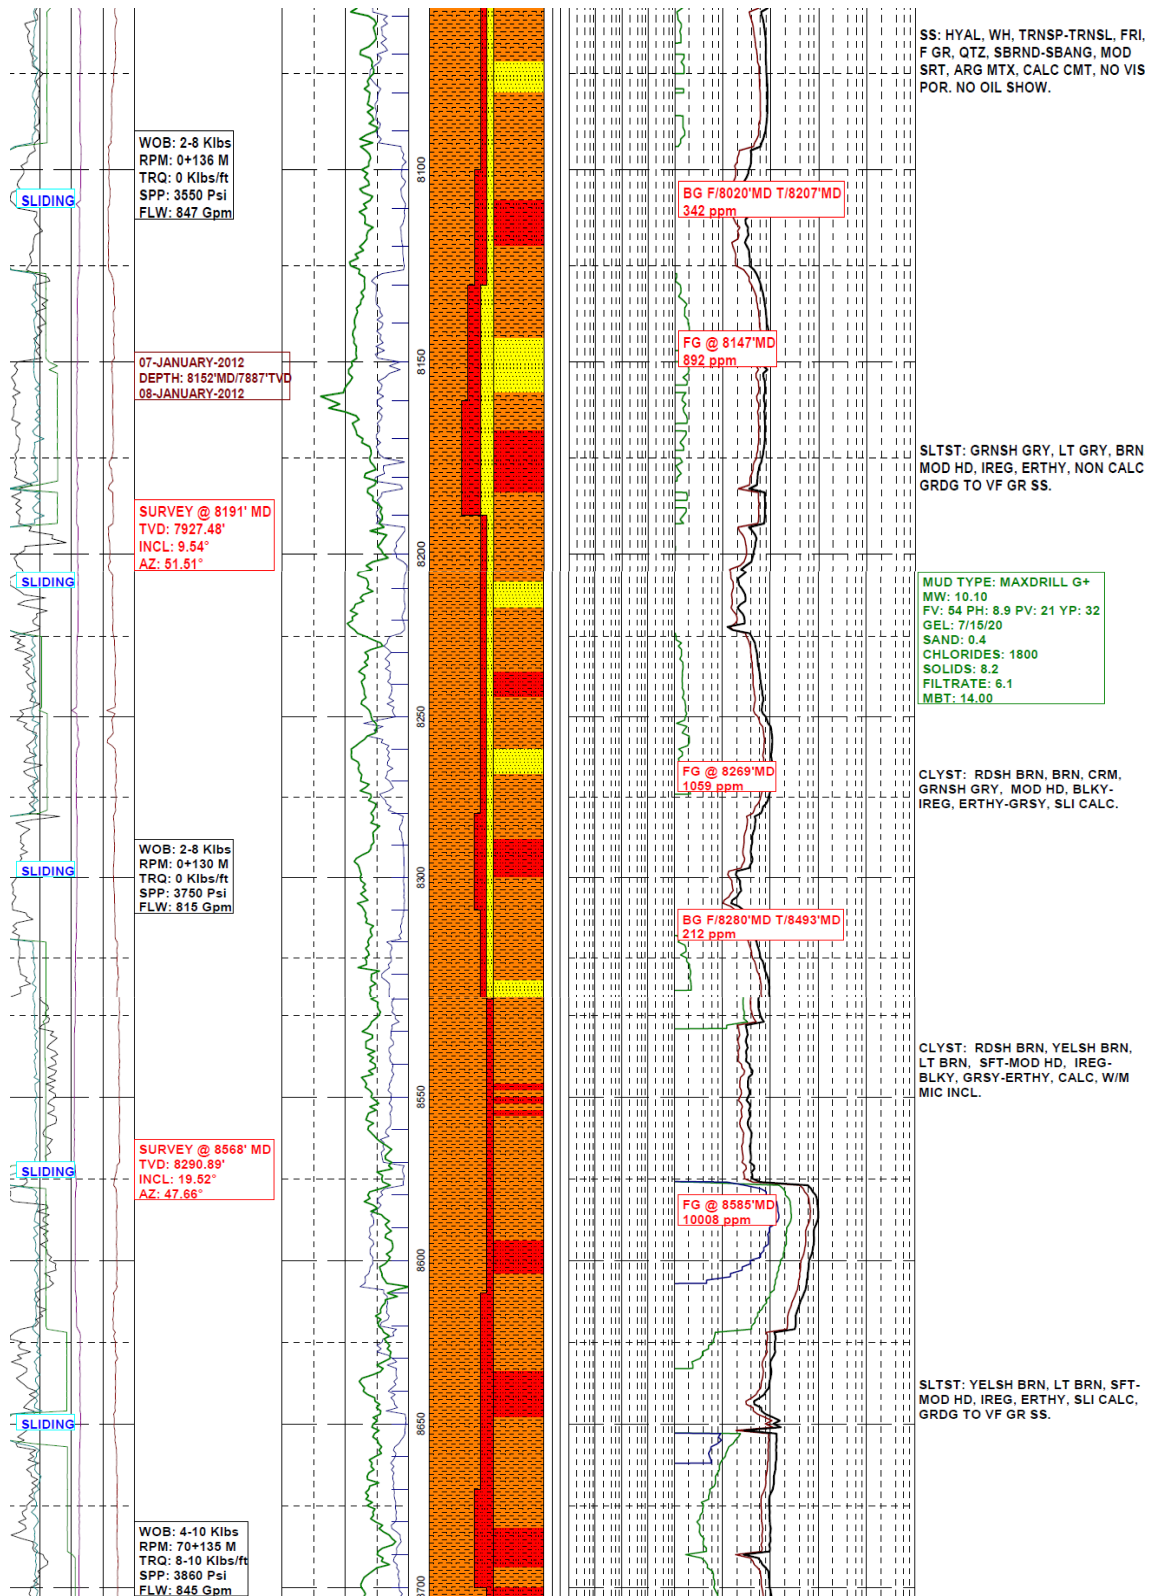 SS: HYAL, WH, TRNSP-TRNSL, FRI,
F GR, QTZ, SBRND-SBANG, MOD
SRT, ARG MTX, CALC CMT, NO VIS
POR. NO OIL SHOW.
WOB: 2-8 Klbs
RPM: 0+136 M
TRQ: 0 Klbs/ft
SPP: 3550 Psi
FLW: 847 Gpm
8100
SLIDING
BG F/8020'MD T/8207'MD
342 ppm
FG @ 8147'MD
892 ppm
07-JANUARY-2012
DEPTH: 8152'MD/7887'TVD
08-JANUARY-2012
8150
SLTST: GRNSH GRY, LT GRY, BRN
MOD HD, IREG, ERTHY, NON CALC
GRDG TO VF GR SS.
SURVEY @ 8191' MD
TVD: 7927.48'
INCL: 9.54°
AZ: 51.51°
8200
SLIDING
MUD TYPE: MAXDRILL G+
MW: 10.10
FV: 54 PH: 8.9 PV: 21 YP: 32
GEL: 7/15/20
SAND: 0.4
CHLORIDES: 1800
SOLIDS: 8.2
FILTRATE: 6.1
MBT: 14.00
8250
FG @ 8269'MD
1059 ppm
CLYST: RDSH BRN, BRN, CRM,
GRNSH GRY, MOD HD, BLKY-
IREG, ERTHY-GRSY, SLI CALC.
WOB: 2-8 Klbs
RPM: 0+130 M
TRQ: 0 Klbs/ft
SPP: 3750 Psi
FLW: 815 Gpm
SLIDING
8300
BG F/8280'MD T/8493'MD
212 ppm
CLYST: RDSH BRN, YELSH BRN,
LT BRN, SFT-MOD HD, IREG-
BLKY, GRSY-ERTHY, CALC, W/M
MIC INCL.
8550
SURVEY @ 8568' MD
TVD: 8290.89'
INCL: 19.52°
AZ: 47.66°
SLIDING
FG @ 8585'MD
10008 ppm
8600
SLTST: YELSH BRN, LT BRN, SFT-
MOD HD, IREG, ERTHY, SLI CALC,
GRDG TO VF GR SS.
SLIDING
8650
WOB: 4-10 Klbs
RPM: 70+135 M
TRQ: 8-10 Klbs/ft
SPP: 3860 Psi
FLW: 845 Gpm
8700